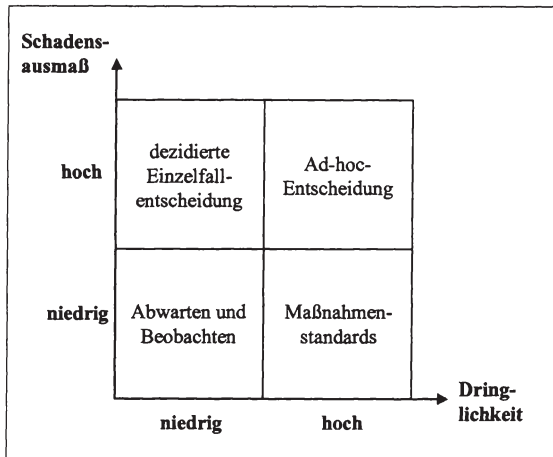 Schadens-
ausmaß
hoch
dezidierte
Einzelfall-
entscheidung
Ad-hoc-
Entscheidung
niedrig
Abwarten und
Beobachten
Maßnahmen-
standards
Dring-
lichkeit
niedrig
hoch